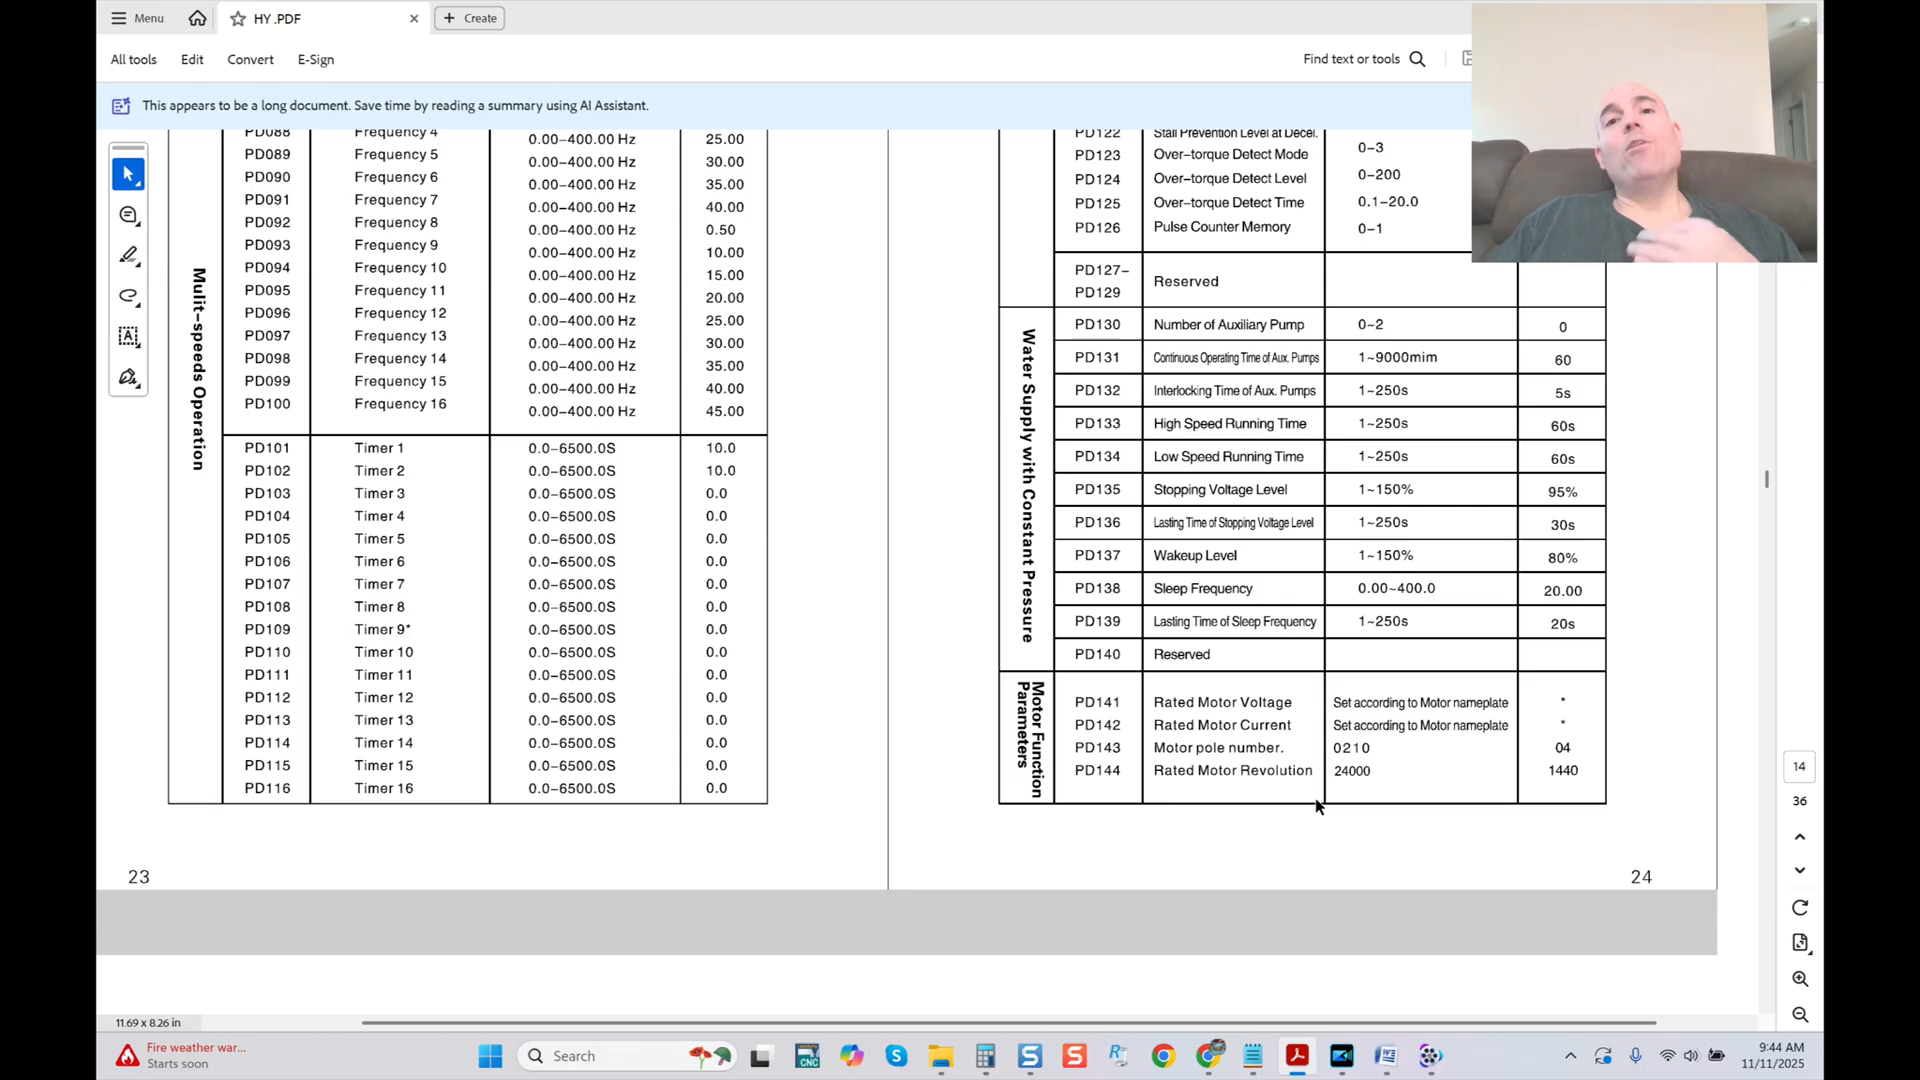 Menu
HY .PDF
Create
All tools
Edit
Convert
E-Sign
Find text or tools
This appears to be a long document. Save time by reading a summary using AI Assistant.
Mulit-speeds Operation
PD088 Frequency 4 0.00-400.00 Hz 25.00
PD089 Frequency 5 0.00-400.00 Hz 30.00
PD090 Frequency 6 0.00-400.00 Hz 35.00
PD091 Frequency 7 0.00-400.00 Hz 40.00
PD092 Frequency 8 0.00-400.00 Hz 0.50
PD093 Frequency 9 0.00-400.00 Hz 10.00
PD094 Frequency 10 0.00-400.00 Hz 15.00
PD095 Frequency 11 0.00-400.00 Hz 20.00
PD096 Frequency 12 0.00-400.00 Hz 25.00
PD097 Frequency 13 0.00-400.00 Hz 30.00
PD098 Frequency 14 0.00-400.00 Hz 35.00
PD099 Frequency 15 0.00-400.00 Hz 40.00
PD100 Frequency 16 0.00-400.00 Hz 45.00
PD101 Timer 1 0.0-6500.0S 10.0
PD102 Timer 2 0.0-6500.0S 10.0
PD103 Timer 3 0.0-6500.0S 0.0
PD104 Timer 4 0.0-6500.0S 0.0
PD105 Timer 5 0.0-6500.0S 0.0
PD106 Timer 6 0.0-6500.0S 0.0
PD107 Timer 7 0.0-6500.0S 0.0
PD108 Timer 8 0.0-6500.0S 0.0
PD109 Timer 9* 0.0-6500.0S 0.0
PD110 Timer 10 0.0-6500.0S 0.0
PD111 Timer 11 0.0-6500.0S 0.0
PD112 Timer 12 0.0-6500.0S 0.0
PD113 Timer 13 0.0-6500.0S 0.0
PD114 Timer 14 0.0-6500.0S 0.0
PD115 Timer 15 0.0-6500.0S 0.0
PD116 Timer 16 0.0-6500.0S 0.0
23
PD122 Stall Prevention Level at Decel.
PD123 Over-torque Detect Mode 0-3
PD124 Over-torque Detect Level 0-200
PD125 Over-torque Detect Time 0.1-20.0
PD126 Pulse Counter Memory 0-1
PD127-
PD129 Reserved
Water Supply with Constant Pressure
PD130 Number of Auxiliary Pump 0~2 0
PD131 Continuous Operating Time of Aux. Pumps 1~9000mim 60
PD132 Interlocking Time of Aux. Pumps 1~250s 5s
PD133 High Speed Running Time 1~250s 60s
PD134 Low Speed Running Time 1~250s 60s
PD135 Stopping Voltage Level 1~150% 95%
PD136 Lasting Time of Stopping Voltage Level 1~250s 30s
PD137 Wakeup Level 1~150% 80%
PD138 Sleep Frequency 0.00~400.0 20.00
PD139 Lasting Time of Sleep Frequency 1~250s 20s
PD140 Reserved
Motor Function
Parameters
PD141 Rated Motor Voltage Set according to Motor nameplate *
PD142 Rated Motor Current Set according to Motor nameplate *
PD143 Motor pole number. 0210 04
PD144 Rated Motor Revolution 24000 1440
24
14
36
11.69 x 8.26 in
Fire weather war...
Starts soon
Search
CNC
9:44 AM
11/11/2025